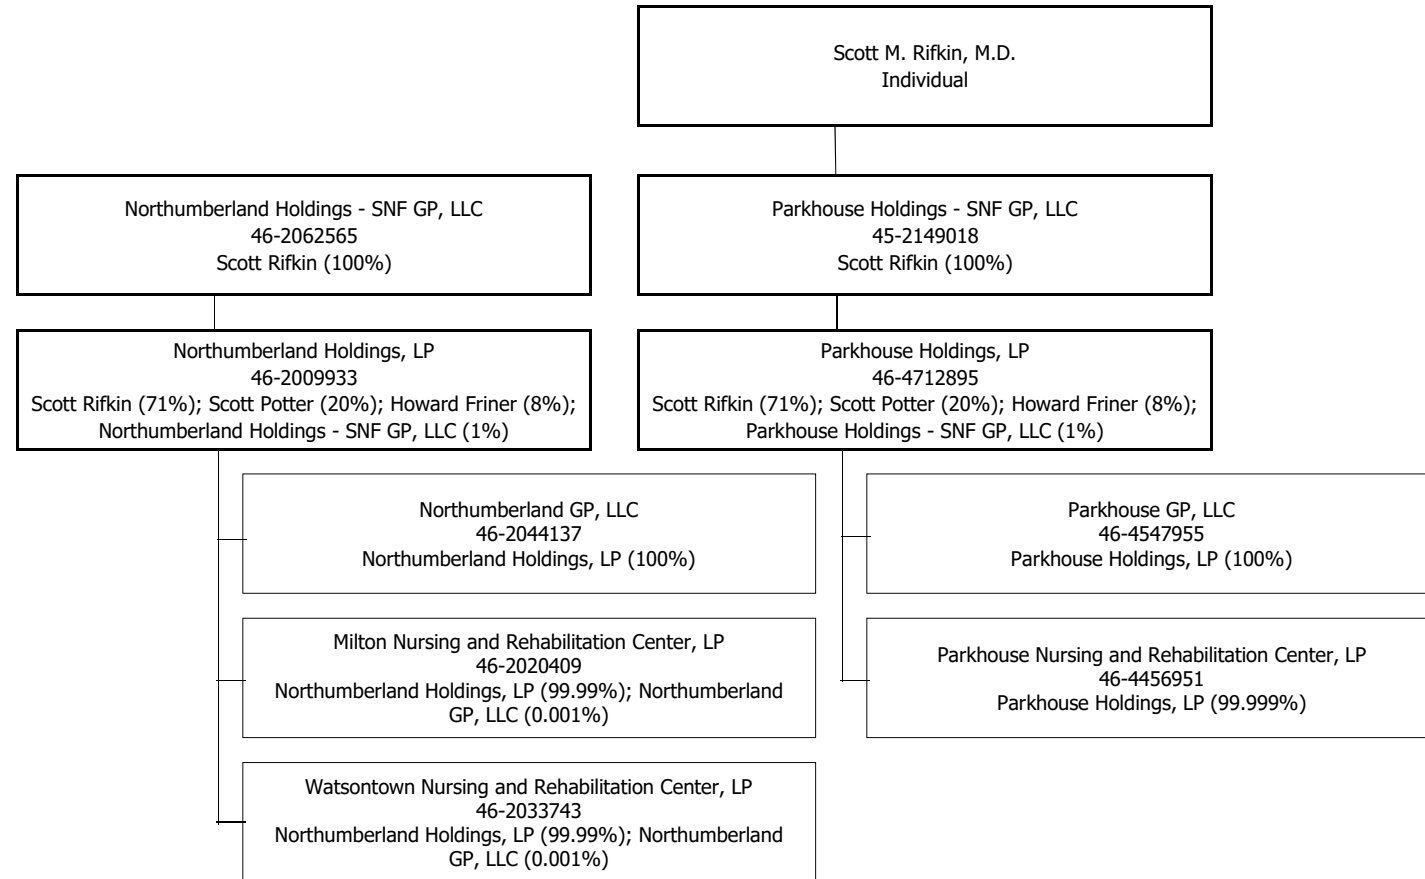 Scott M. Rifkin, M.D.
Individual
Northumberland Holdings - SNF GP, LLC
46-2062565
Scott Rifkin (100%)
Parkhouse Holdings - SNF GP, LLC
45-2149018
Scott Rifkin (100%)
Northumberland Holdings, LP
46-2009933
Scott Rifkin (71%); Scott Potter (20%); Howard Friner (8%);
Northumberland Holdings - SNF GP, LLC (1%)
Parkhouse Holdings, LP
46-4712895
Scott Rifkin (71%); Scott Potter (20%); Howard Friner (8%);
Parkhouse Holdings - SNF GP, LLC (1%)
Northumberland GP, LLC
46-2044137
Northumberland Holdings, LP (100%)
Parkhouse GP, LLC
46-4547955
Parkhouse Holdings, LP (100%)
Milton Nursing and Rehabilitation Center, LP
46-2020409
Northumberland Holdings, LP (99.99%); Northumberland
GP, LLC (0.001%)
Parkhouse Nursing and Rehabilitation Center, LP
46-4456951
Parkhouse Holdings, LP (99.999%)
Watsontown Nursing and Rehabilitation Center, LP
46-2033743
Northumberland Holdings, LP (99.99%); Northumberland
GP, LLC (0.001%)